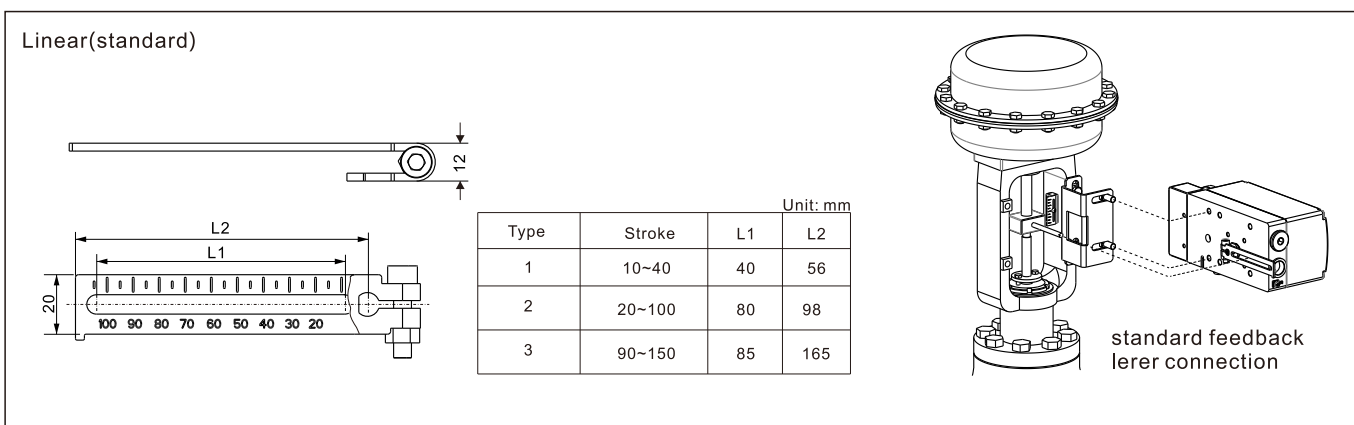 Linear(standard)
12
L2
L1
20
100 90 80 70 60 50 40 30 20
Unit: mm
Type Stroke L1 L2
1 10~40 40 56
2 20~100 80 98
3 90~150 85 165
standard feedback
lerer connection